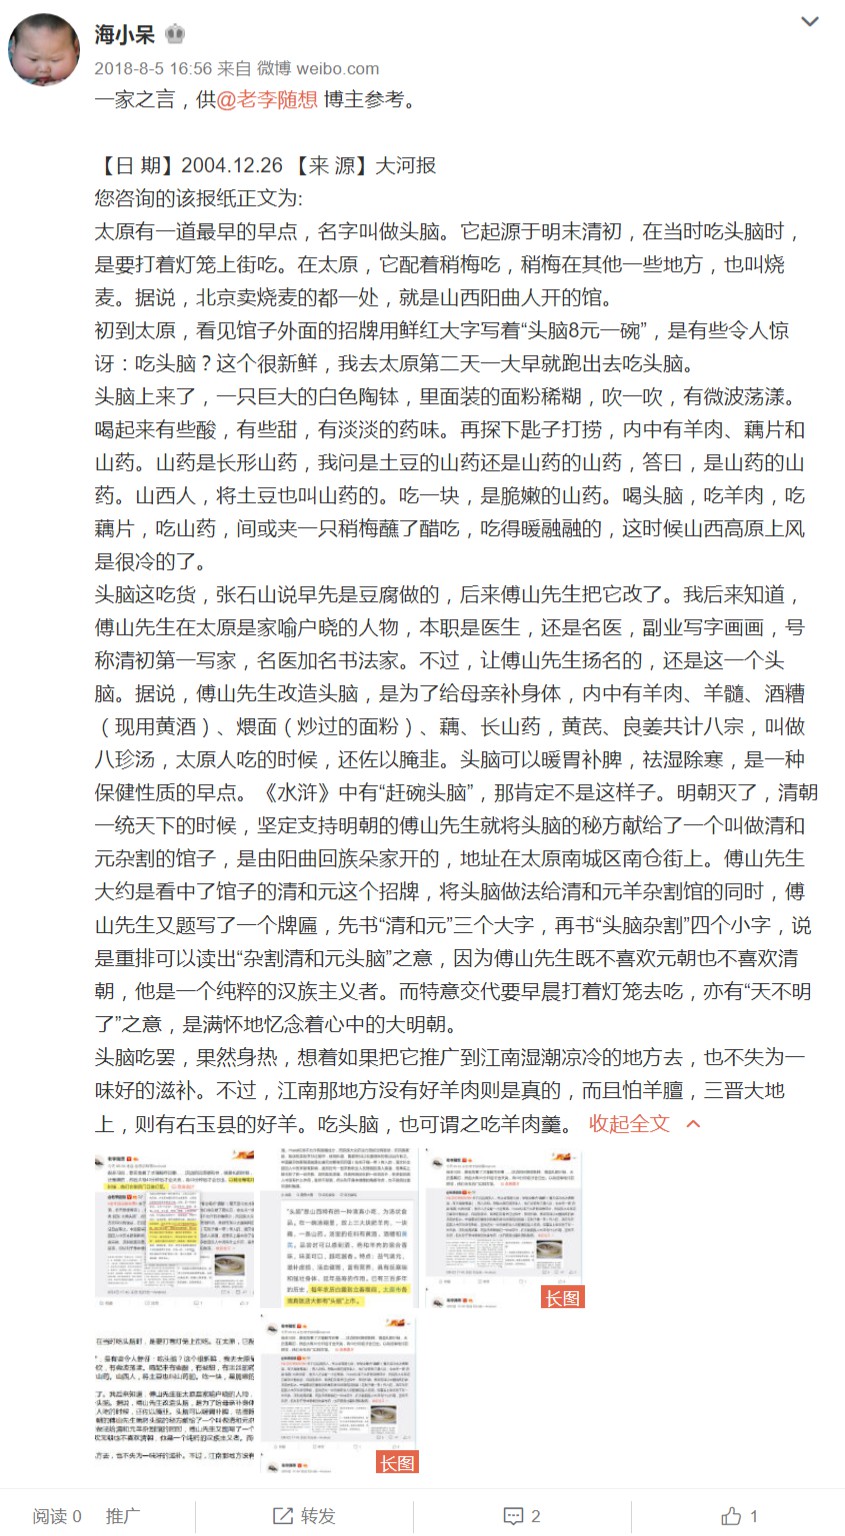 海小呆
2018-8-5 16:56 来自 微博 weibo.com
一家之言，供@老李随想 博主参考。
【日 期】2004.12.26 【来 源】大河报
您咨询的该报纸正文为:
太原有一道最早的早点，名字叫做头脑。它起源于明末清初，在当时吃头脑时，
是要打着灯笼上街吃。在太原，它配着稍梅吃，稍梅在其他一些地方，也叫烧
麦。据说，北京卖烧麦的都一处，就是山西阳曲人开的馆。
初到太原，看见馆子外面的招牌用鲜红大字写着“头脑8元一碗”，是有些令人惊
讶：吃头脑？这个很新鲜，我去太原第二天一大早就跑出去吃头脑。
头脑上来了，一只巨大的白色陶钵，里面装的面粉稀糊，吹一吹，有微波荡漾。
喝起来有些酸，有些甜，有淡淡的药味。再探下匙子打捞，内中有羊肉、藕片和
山药。山药是长形山药，我问是土豆的山药还是山药的山药，答曰，是山药的山
药。山西人，将土豆也叫山药的。吃一块，是脆嫩的山药。喝头脑，吃羊肉，吃
藕片，吃山药，间或夹一只稍梅蘸了醋吃，吃得暖融融的，这时候山西高原上风
是很冷的了。
头脑这吃货，张石山说早先是豆腐做的，后来傅山先生把它改了。我后来知道，
傅山先生在太原是家喻户晓的人物，本职是医生，还是名医，副业写字画画，号
称清初第一写家，名医加名书法家。不过，让傅山先生扬名的，还是这一个头
脑。据说，傅山先生改造头脑，是为了给母亲补身体，内中有羊肉、羊髓、酒糟
（现用黄酒）、煨面（炒过的面粉）、藕、长山药，黄芪、良姜共计八宗，叫做
八珍汤，太原人吃的时候，还佐以腌韭。头脑可以暖胃补脾，祛湿除寒，是一种
保健性质的早点。《水浒》中有“赶碗头脑”，那肯定不是这样子。明朝灭了，清朝
一统天下的时候，坚定支持明朝的傅山先生就将头脑的秘方献给了一个叫做清和
元杂割的馆子，是由阳曲回族朵家开的，地址在太原南城区南仓街上。傅山先生
大约是看中了馆子的清和元这个招牌，将头脑做法给清和元羊杂割馆的同时，傅
山先生又题写了一个牌匾，先书“清和元”三个大字，再书“头脑杂割”四个小字，说
是重排可以读出“杂割清和元头脑”之意，因为傅山先生既不喜欢元朝也不喜欢清
朝，他是一个纯粹的汉族主义者。而特意交代要早晨打着灯笼去吃，亦有“天不明
了”之意，是满怀地忆念着心中的大明朝。
头脑吃罢，果然身热，想着如果把它推广到江南湿潮凉冷的地方去，也不失为一
味好的滋补。不过，江南那地方没有好羊肉则是真的，而且怕羊膻，三晋大地
上，则有右玉县的好羊。吃头脑，也可谓之吃羊肉羹。 收起全文
长图
长图
阅读 0 推广 转发 2 1